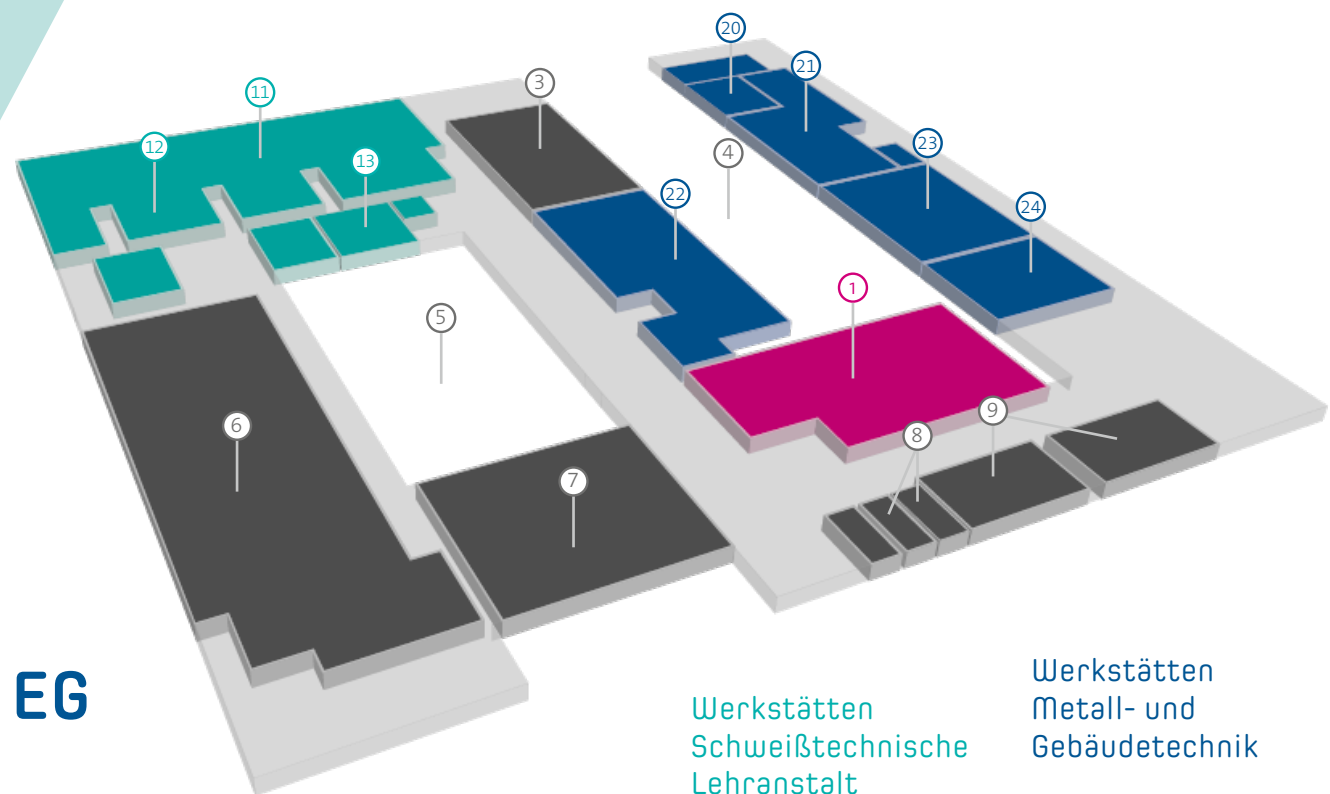 20
21
3
11
12
13
4
23
22
24
1
5
9
6
8
7
EG
Werkstätten
Schweißtechnische
Lehranstalt
Werkstätten
Metall- und
Gebäudetechnik